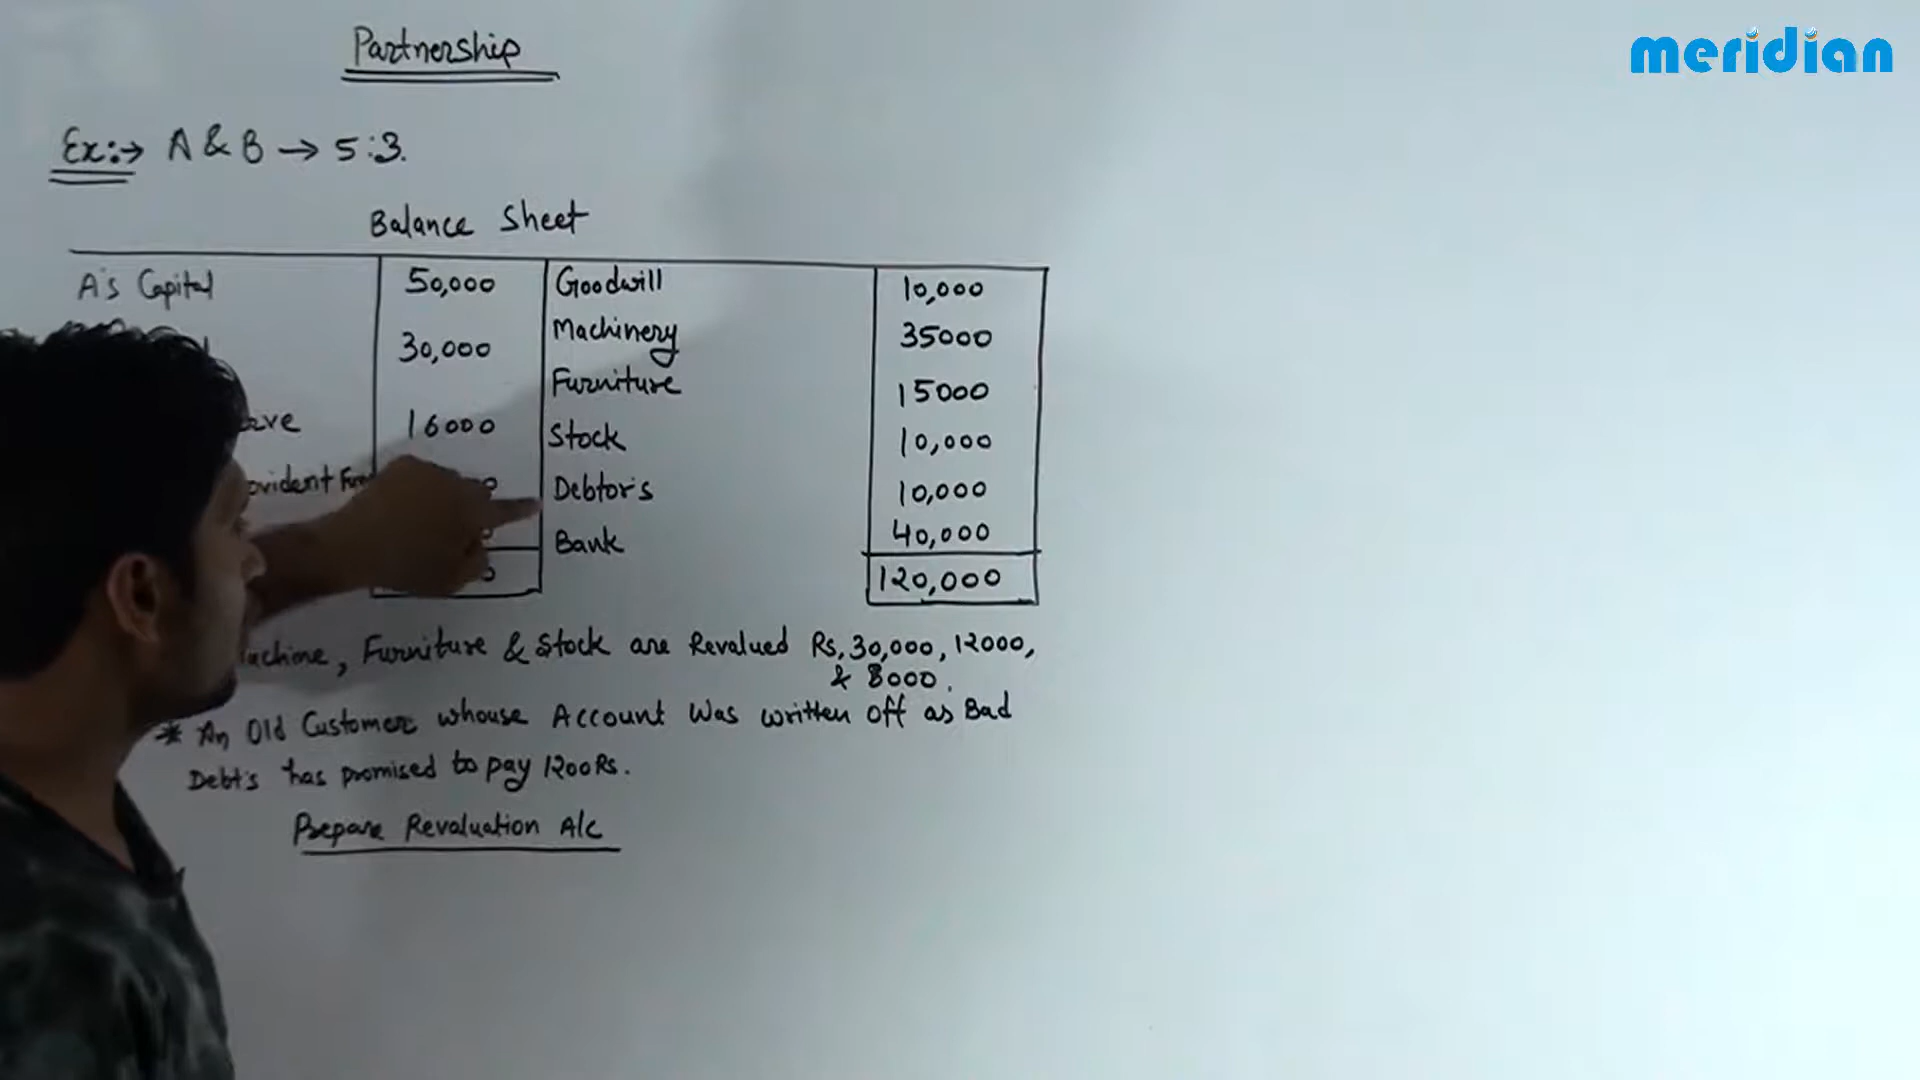 meridian
Partnership
Ex:→ A & B → 5:3.
Balance Sheet
A's Capital 50,000 Goodwill 10,000
30,000 Machinery 35000
Furniture 15000
16000 Stock 10,000
Debtor's 10,000
Bank 40,000
120,000
Furniture & Stock are Revalued Rs, 30,000, 12000,
& 8000.
* An Old Customer whouse Account Was written off as Bad
Debt's has promised to pay 1200 Rs.
Prepare Revaluation A/c